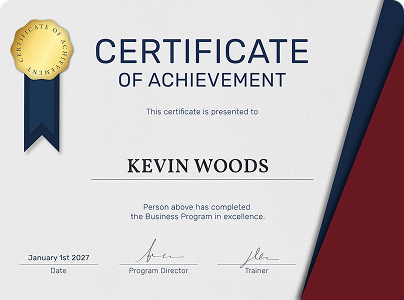 CERTIFICATE OF ACHIEVEMENT
CERTIFICATE
OF ACHIEVEMENT
This certificate is presented to
KEVIN WOODS
Person above has completed
the Business Program in excellence.
January 1st 2027
Date
Program Director
Trainer